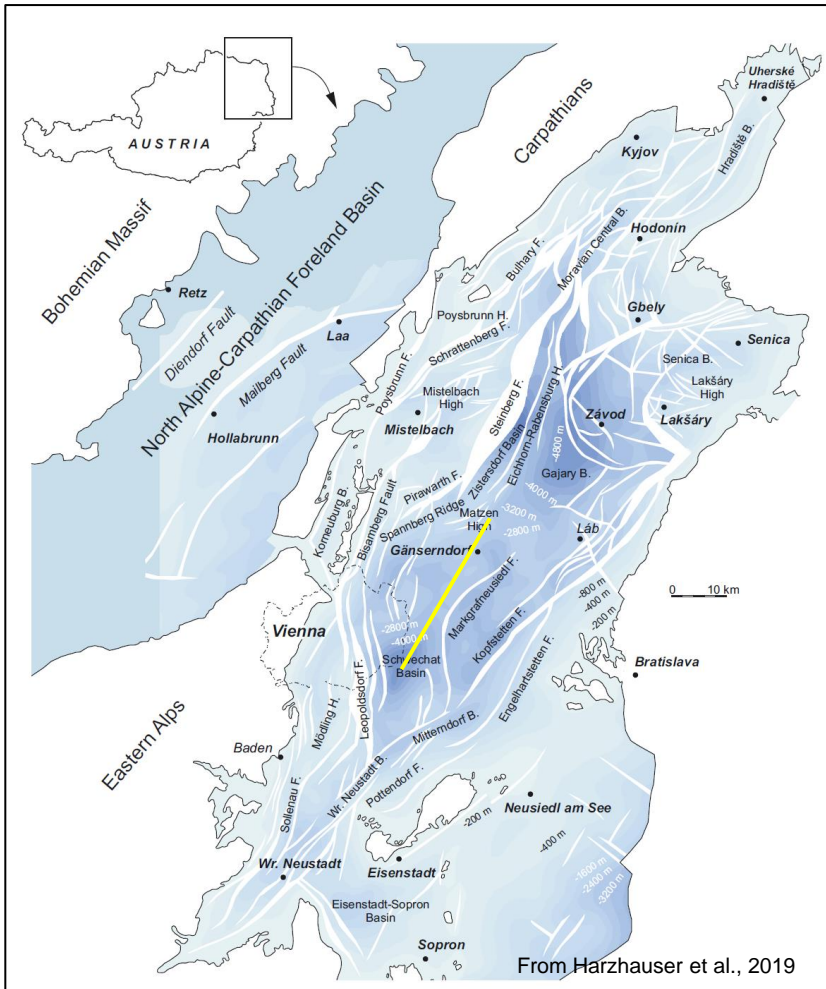 AUSTRIA
Carpathians
Bohemian Massif
North Alpine-Carpathian Foreland Basin
Eastern Alps
Uherské
Hradiště
Hradiště B.
Kyjov
Hodonín
Moravian Central B.
Bulhary F.
Gbely
Senica
Senica B.
Lakšáry
High
Lakšáry
Závod
Retz
Diendorf Fault
Laa
Mailberg Fault
Hollabrunn
Poysbrunn H.
Schrattenberg F.
Poysbrunn F.
Mistelbach
High
Mistelbach
Steinberg F.
Zistersdorf Basin
Eichhorn-Rabensburg H.
-4800 m
Gajary B.
-4000 m
-3200 m
-2800 m
Pirawarth F.
Spannberg Ridge
Matzen
High
Korneuburg B.
Bisamberg Fault
Gänserndorf
Láb
Markgrafneusiedl F.
Kopfstetten F.
-800 m
-400 m
-200 m
0 10 km
Vienna
-2800 m
-4000 m
Schwechat
Basin
Bratislava
Engelhartstetten F.
Leopoldsdorf F.
Mödling H.
Mitterndorf B.
Baden
Sollenau F.
Wr. Neustadt B.
Pottendorf F.
Neusiedl am See
-200 m
-400 m
Wr. Neustadt
Eisenstadt
-1600 m
-2400 m
-3200 m
Eisenstadt-Sopron
Basin
Sopron
From Harzhauser et al., 2019